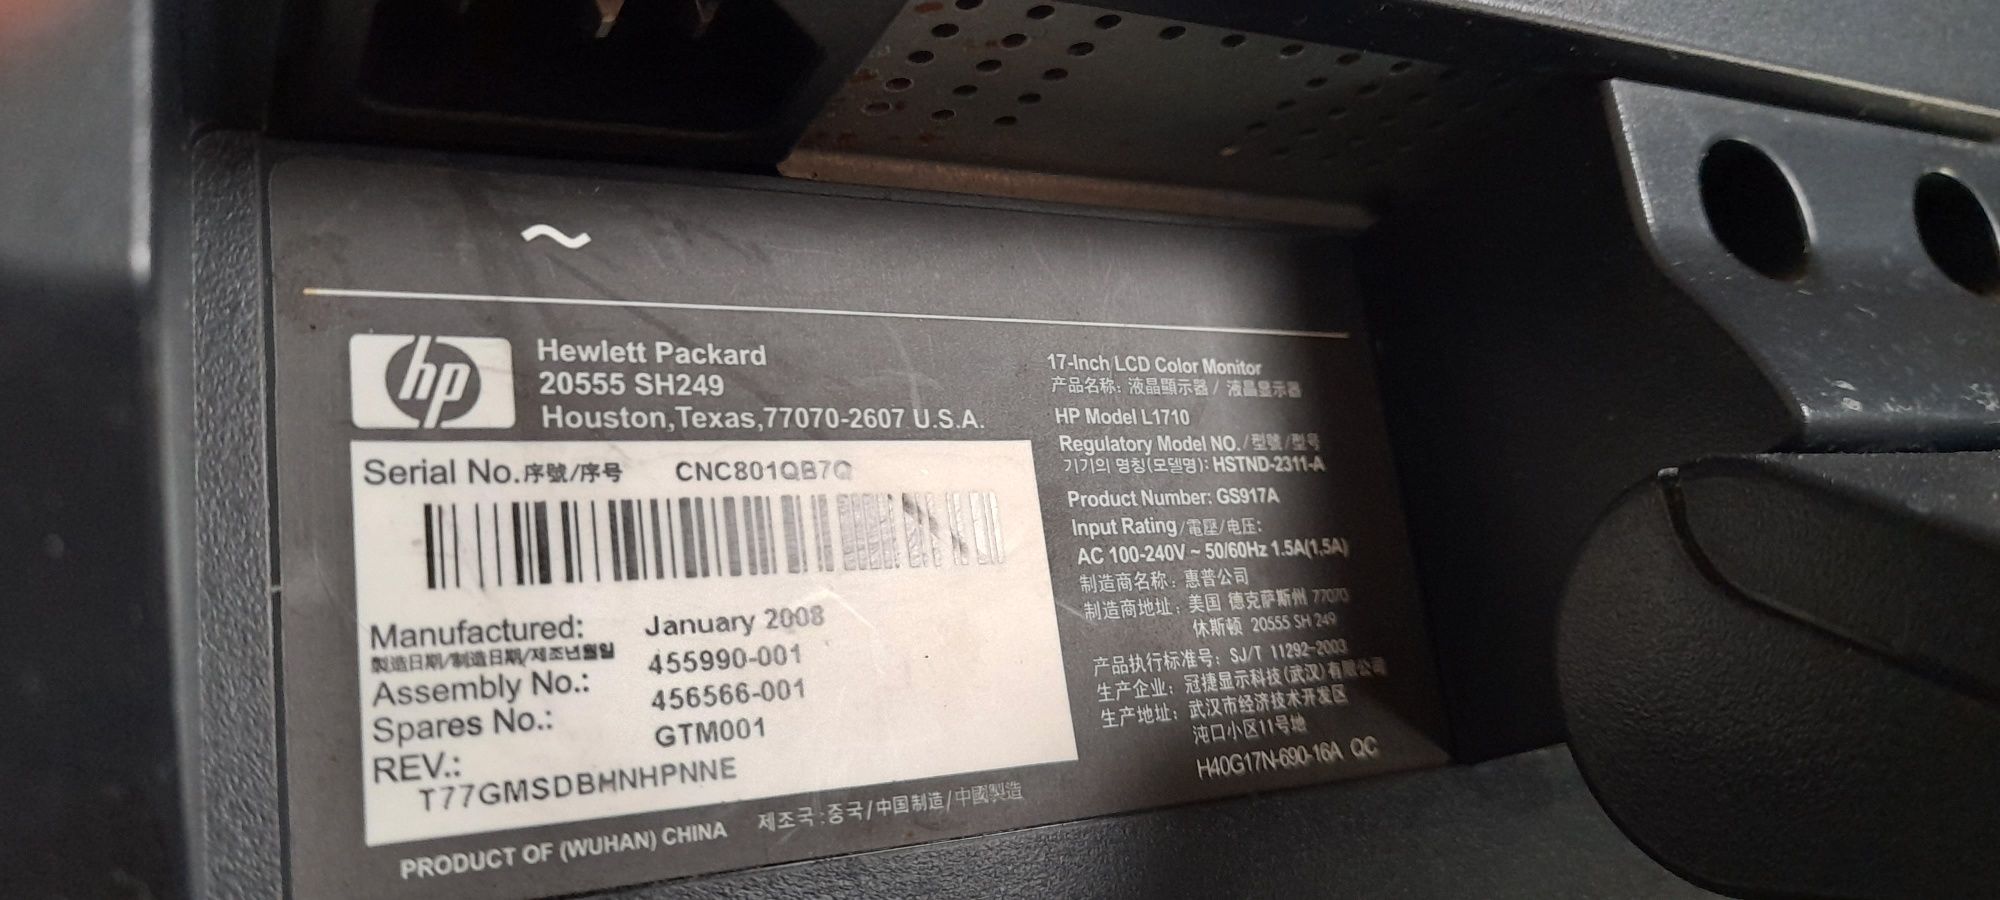 ~
hp
Hewlett Packard
20555 SH249
Houston,Texas,77070-2607 U.S.A.
Serial No.序號/序号 CNC801QB7Q
Manufactured: January 2008
製造日期/制造日期/제조년월일
Assembly No.: 455990-001
Spares No.: 456566-001
REV.: GTM001
T77GMSDBHNHPNNE
PRODUCT OF (WUHAN) CHINA 제조국:중국/中国制造/中國製造
17-Inch LCD Color Monitor
产品名称: 液晶顯示器 / 液晶显示器
HP Model L1710
Regulatory Model NO./型號/型号
기기의 명칭(모델명): HSTND-2311-A
Product Number: GS917A
Input Rating/電壓/电压:
AC 100-240V ~ 50/60Hz 1.5A(1,5A)
制造商名称: 惠普公司
制造商地址: 美国 德克萨斯州 77070
休斯顿 20555 SH 249
产品执行标准号: SJ/T 11292-2003
生产企业: 冠捷显示科技(武汉)有限公司
生产地址: 武汉市经济技术开发区
沌口小区11号地
H40G17N-690-16A QC